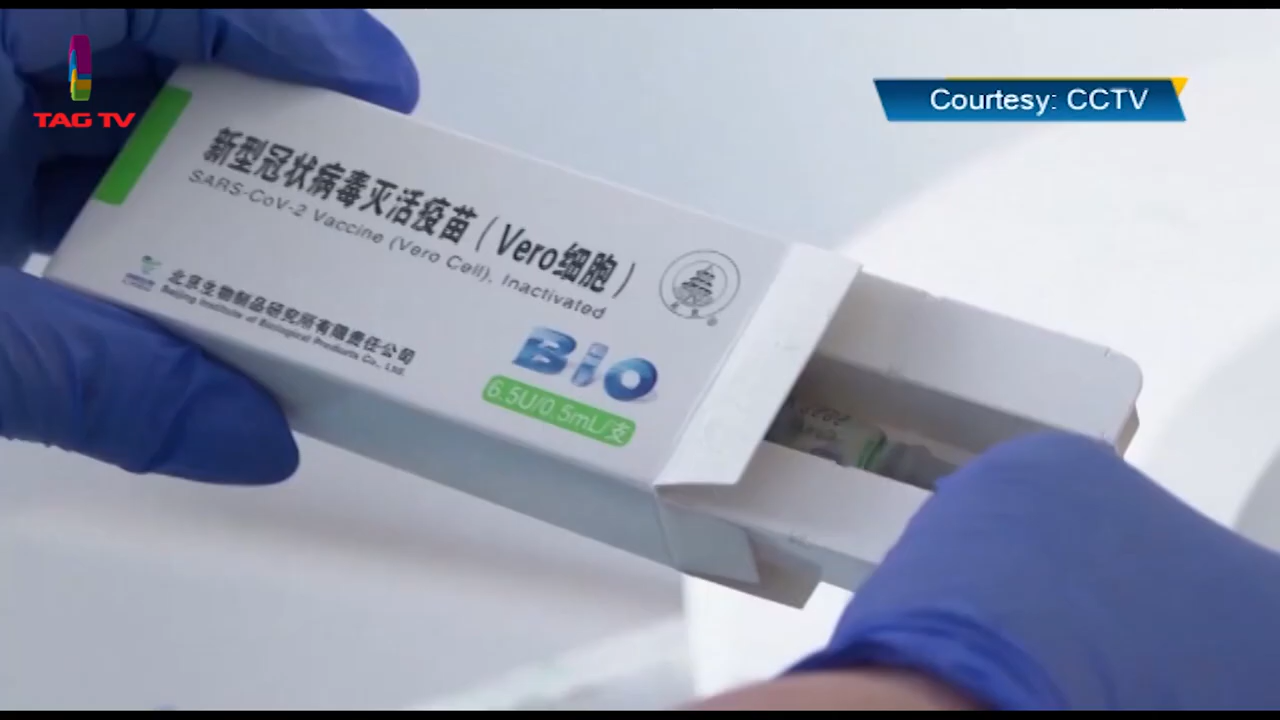 TAG TV
Courtesy: CCTV
新型冠状病毒灭活疫苗（Vero细胞）
SARS-CoV-2 Vaccine (Vero Cell), Inactivated
北京生物制品研究所有限责任公司
Beijing Institute of Biological Products Co., Ltd.
Bio
6.5U/0.5mL/支